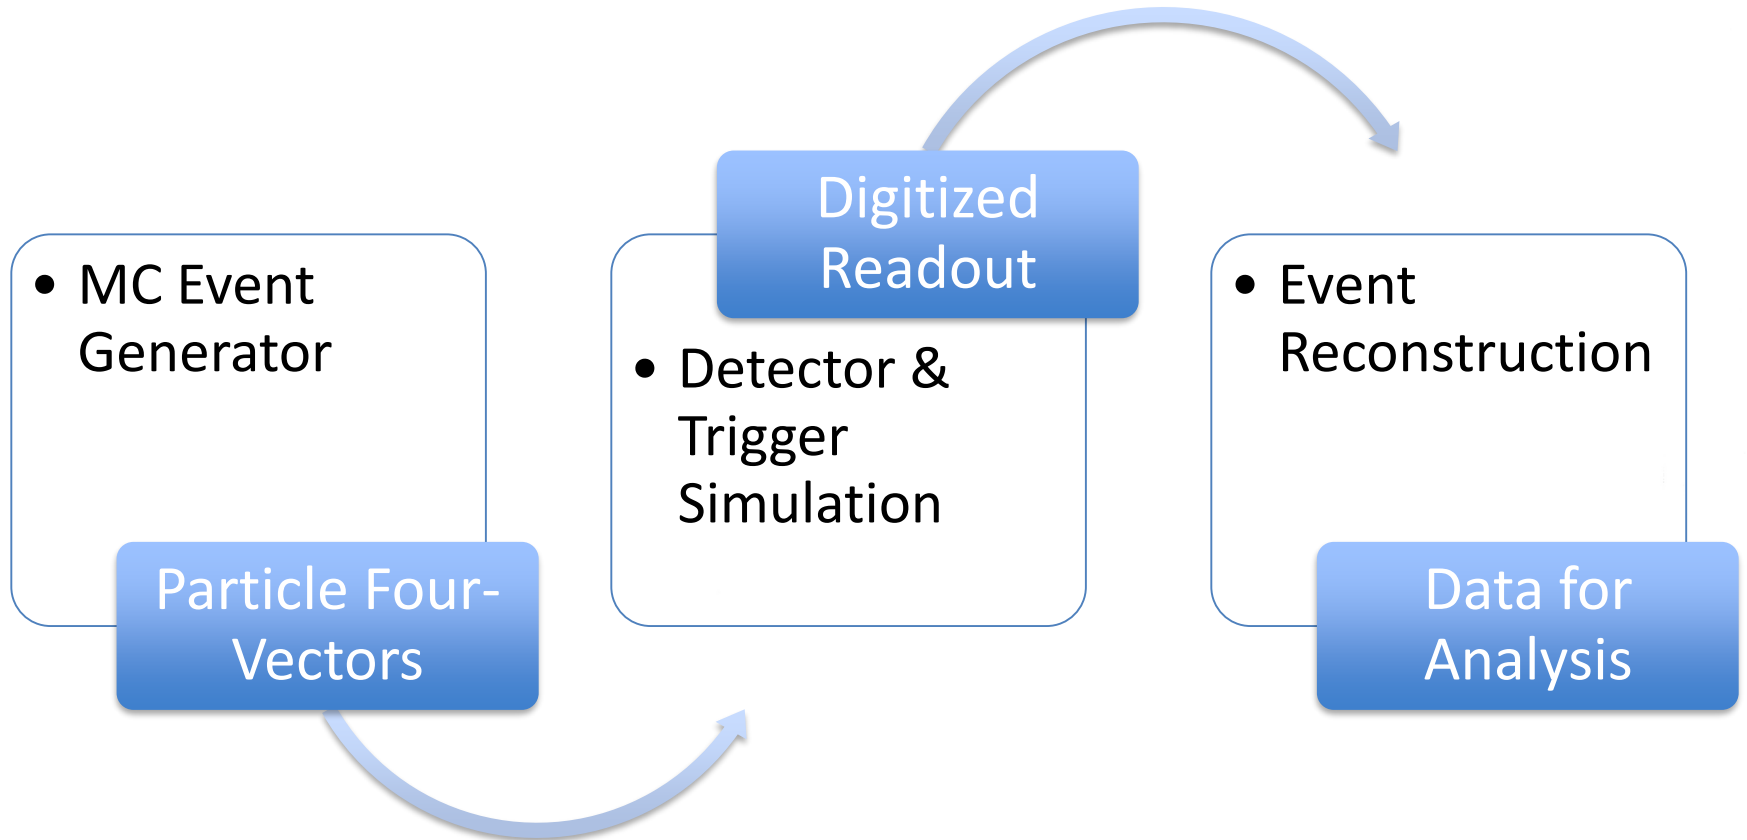 • MC Event
Generator
Particle Four-
Vectors
Digitized
Readout
• Detector &
Trigger
Simulation
• Event
Reconstruction
Data for
Analysis